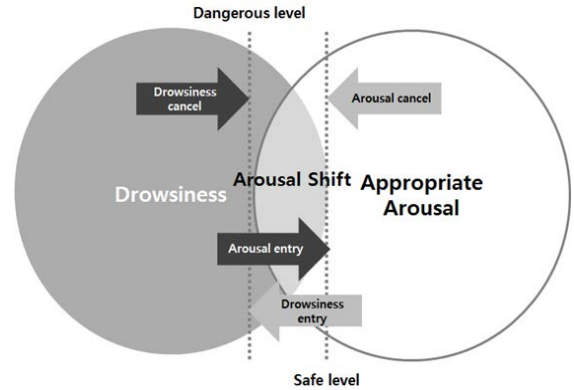 Dangerous level
Drowsiness
cancel
Arousal cancel
Drowsiness
Arousal Shift
Appropriate
Arousal
Arousal entry
Drowsiness
entry
Safe level